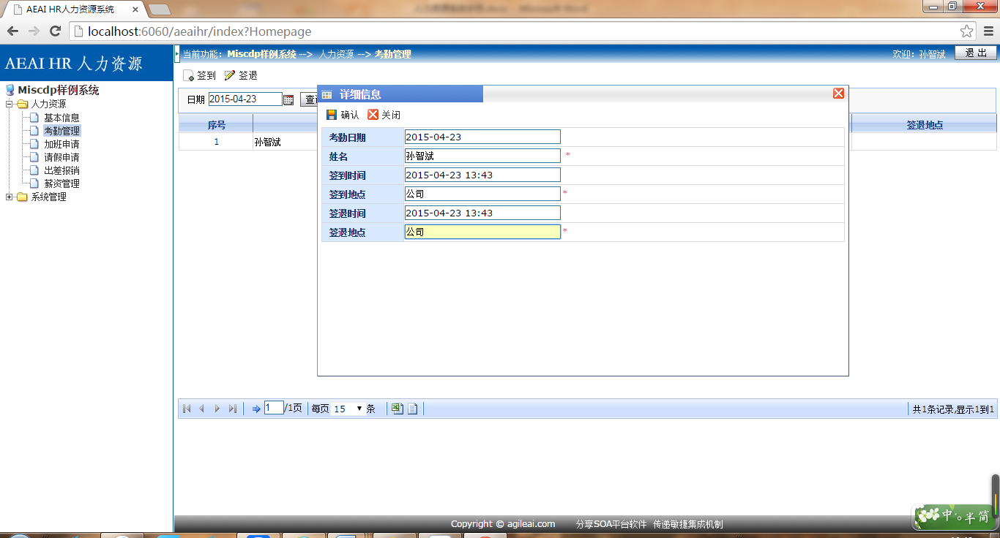 AEAI HR人力资源系统
localhost:6060/aeaihr/index?Homepage
AEAI HR 人力资源
当前功能：Miscdp样例系统 --> 人力资源 --> 考勤管理
欢迎：孙智斌
退 出
Miscdp样例系统
人力资源
基本信息
考勤管理
加班申请
请假申请
出差报销
薪资管理
系统管理
签到
签退
日期 2015-04-23
序号
签退地点
1 孙智斌
详细信息
确认 关闭
考勤日期 2015-04-23
姓名 孙智斌 *
签到时间 2015-04-23 13:43
签到地点 公司 *
签退时间 2015-04-23 13:43
签退地点 公司 *
1 /1页 每页 15 条
共1条记录,显示1到1
Copyright © agileai.com 分享SOA平台软件 传递敏捷集成机制
中 半 简